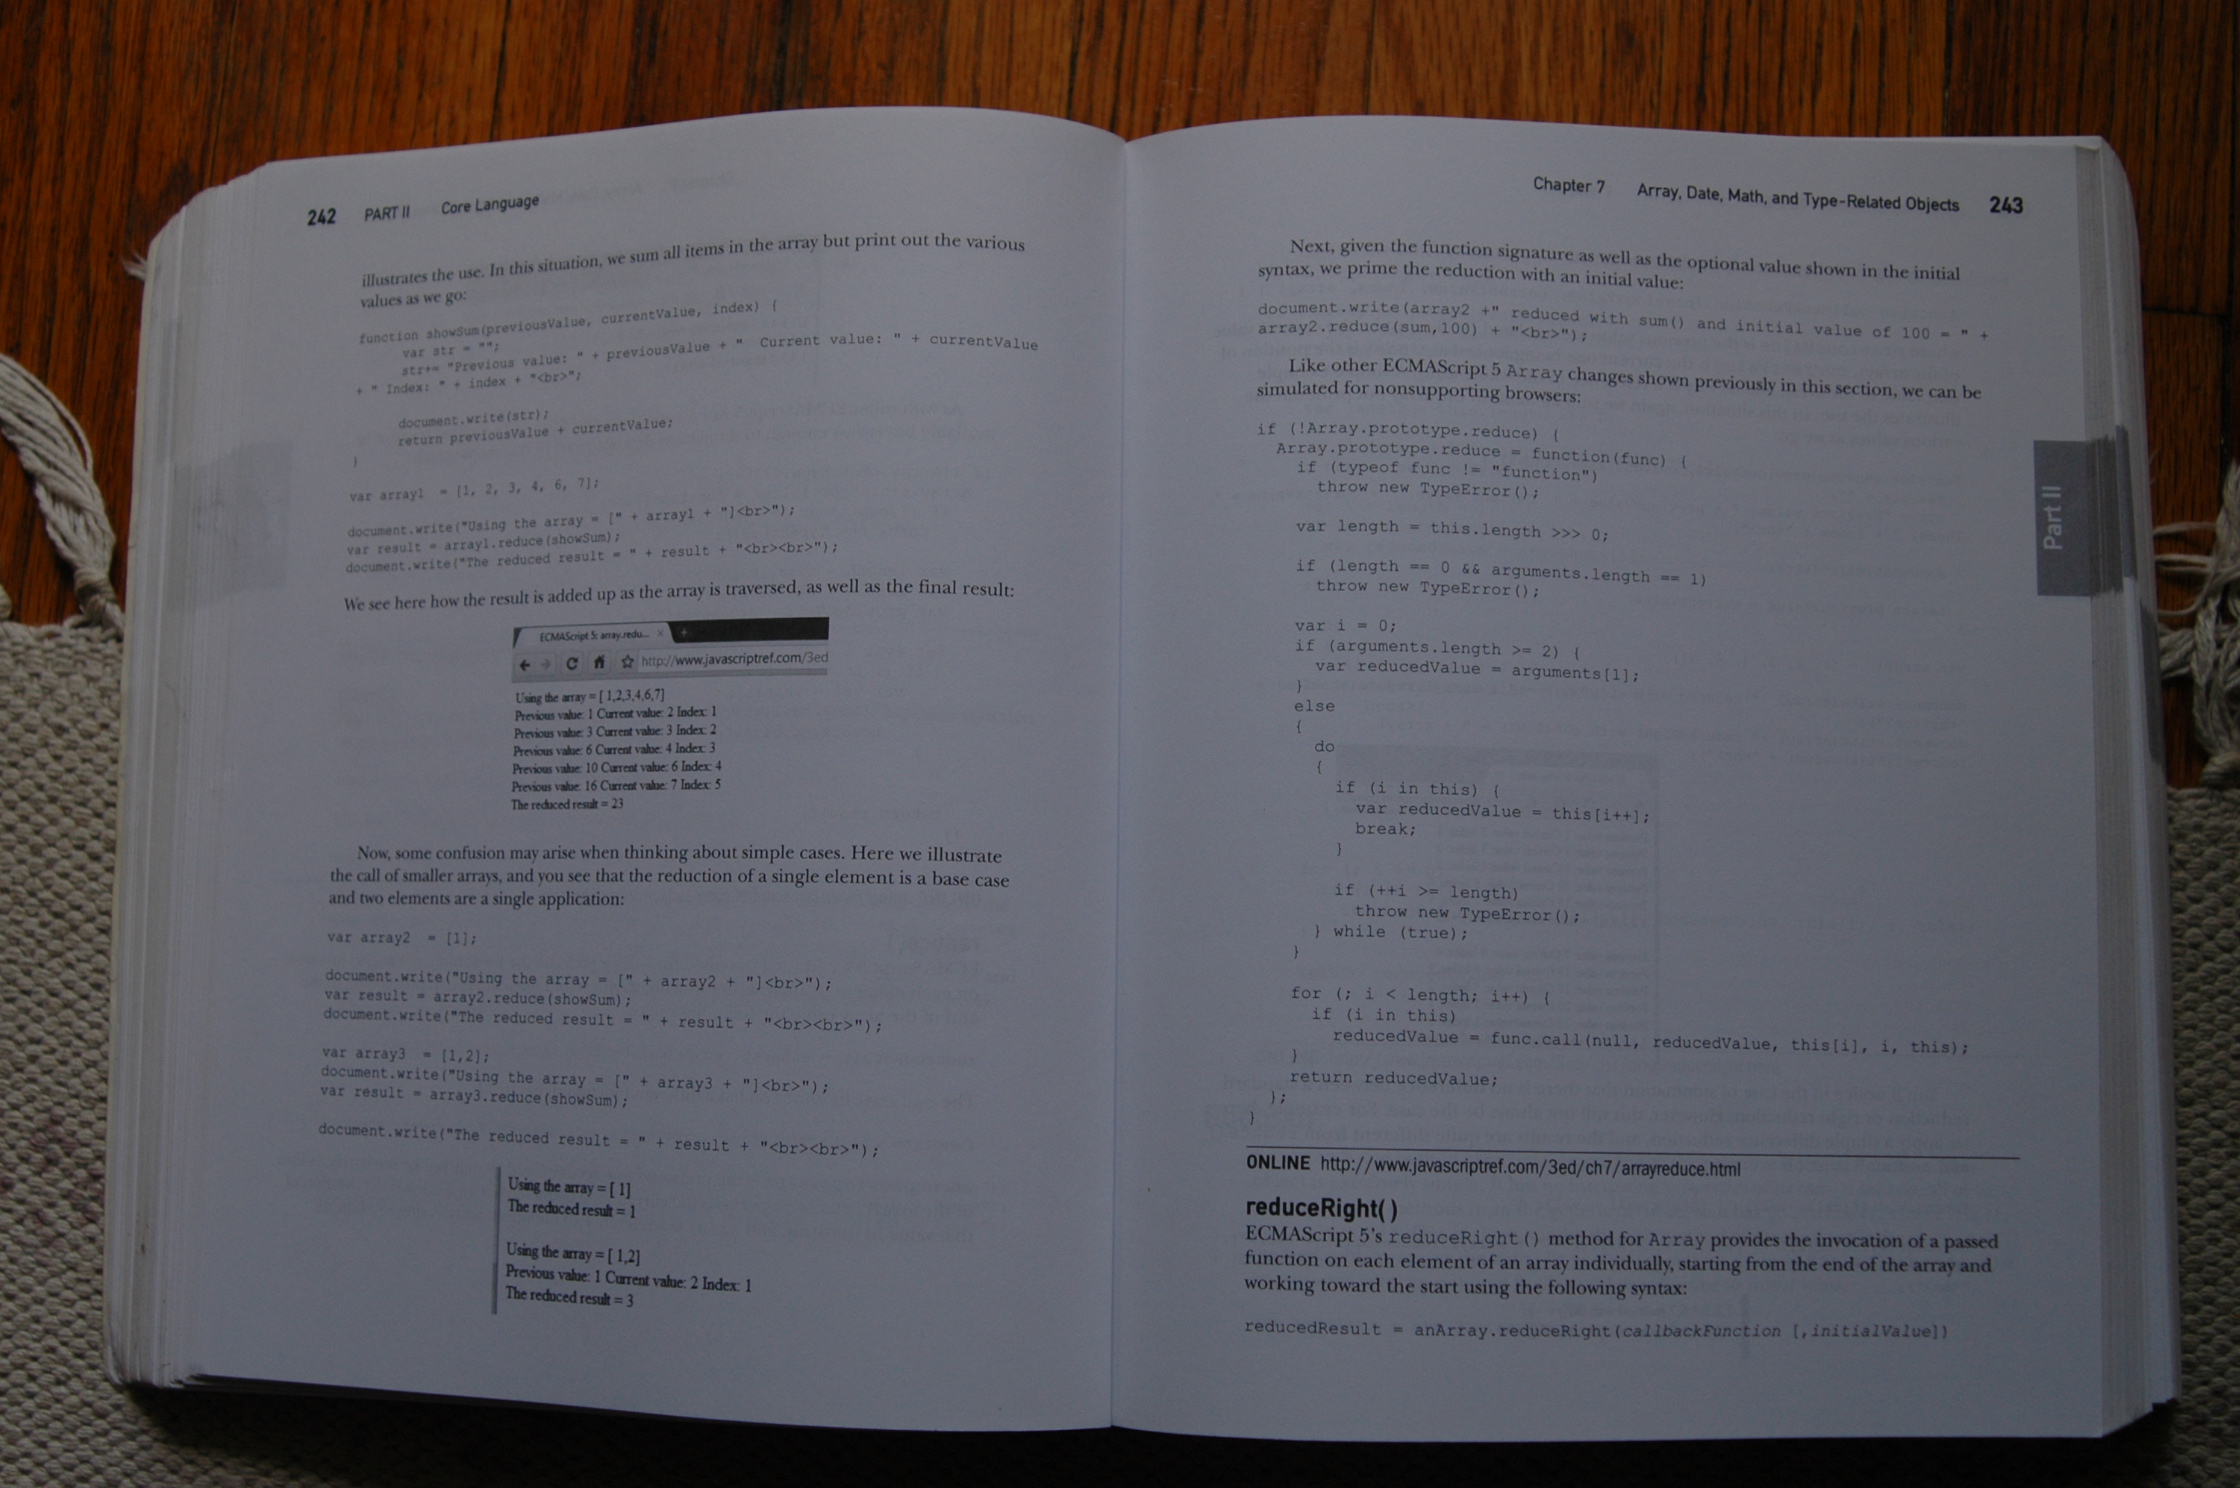 242 PART II Core Language
illustrates the use. In this situation, we sum all items in the array but print out the various
values as we go:
function showSum(previousValue, currentValue, index) {
var str = "";
str+= "Previous value: " + previousValue + " Current value: " + currentValue
+ " Index: " + index + "<br>";
document.write(str);
return previousValue + currentValue;
}
var array1 = [1, 2, 3, 4, 6, 7];
document.write("Using the array = [" + array1 + "]<br>");
var result = array1.reduce(showSum);
document.write("The reduced result = " + result + "<br><br>");
We see here how the result is added up as the array is traversed, as well as the final result:
ECMAScript 5: array.redu... × +
http://www.javascriptref.com/3ed
Using the array = [1,2,3,4,6,7]
Previous value: 1 Current value: 2 Index: 1
Previous value: 3 Current value: 3 Index: 2
Previous value: 6 Current value: 4 Index: 3
Previous value: 10 Current value: 6 Index: 4
Previous value: 16 Current value: 7 Index: 5
The reduced result = 23
Now, some confusion may arise when thinking about simple cases. Here we illustrate
the call of smaller arrays, and you see that the reduction of a single element is a base case
and two elements are a single application:
var array2 = [1];
document.write("Using the array = [" + array2 + "]<br>");
var result = array2.reduce(showSum);
document.write("The reduced result = " + result + "<br><br>");
var array3 = [1,2];
document.write("Using the array = [" + array3 + "]<br>");
var result = array3.reduce(showSum);
document.write("The reduced result = " + result + "<br><br>");
Using the array = [1]
The reduced result = 1
Using the array = [1,2]
Previous value: 1 Current value: 2 Index: 1
The reduced result = 3
Chapter 7 Array, Date, Math, and Type-Related Objects 243
Next, given the function signature as well as the optional value shown in the initial
syntax, we prime the reduction with an initial value:
document.write(array2 +" reduced with sum() and initial value of 100 = " +
array2.reduce(sum,100) + "<br>");
Like other ECMAScript 5 Array changes shown previously in this section, we can be
simulated for nonsupporting browsers:
if (!Array.prototype.reduce) {
Array.prototype.reduce = function(func) {
if (typeof func != "function")
throw new TypeError();
var length = this.length >>> 0;
if (length == 0 && arguments.length == 1)
throw new TypeError();
var i = 0;
if (arguments.length >= 2) {
var reducedValue = arguments[1];
}
else
{
do
{
if (i in this) {
var reducedValue = this[i++];
break;
}
if (++i >= length)
throw new TypeError();
} while (true);
}
for (; i < length; i++) {
if (i in this)
reducedValue = func.call(null, reducedValue, this[i], i, this);
}
return reducedValue;
};
}
ONLINE http://www.javascriptref.com/3ed/ch7/arrayreduce.html
reduceRight()
ECMAScript 5's reduceRight() method for Array provides the invocation of a passed
function on each element of an array individually, starting from the end of the array and
working toward the start using the following syntax:
reducedResult = anArray.reduceRight(callbackFunction [,initialValue])
Part II